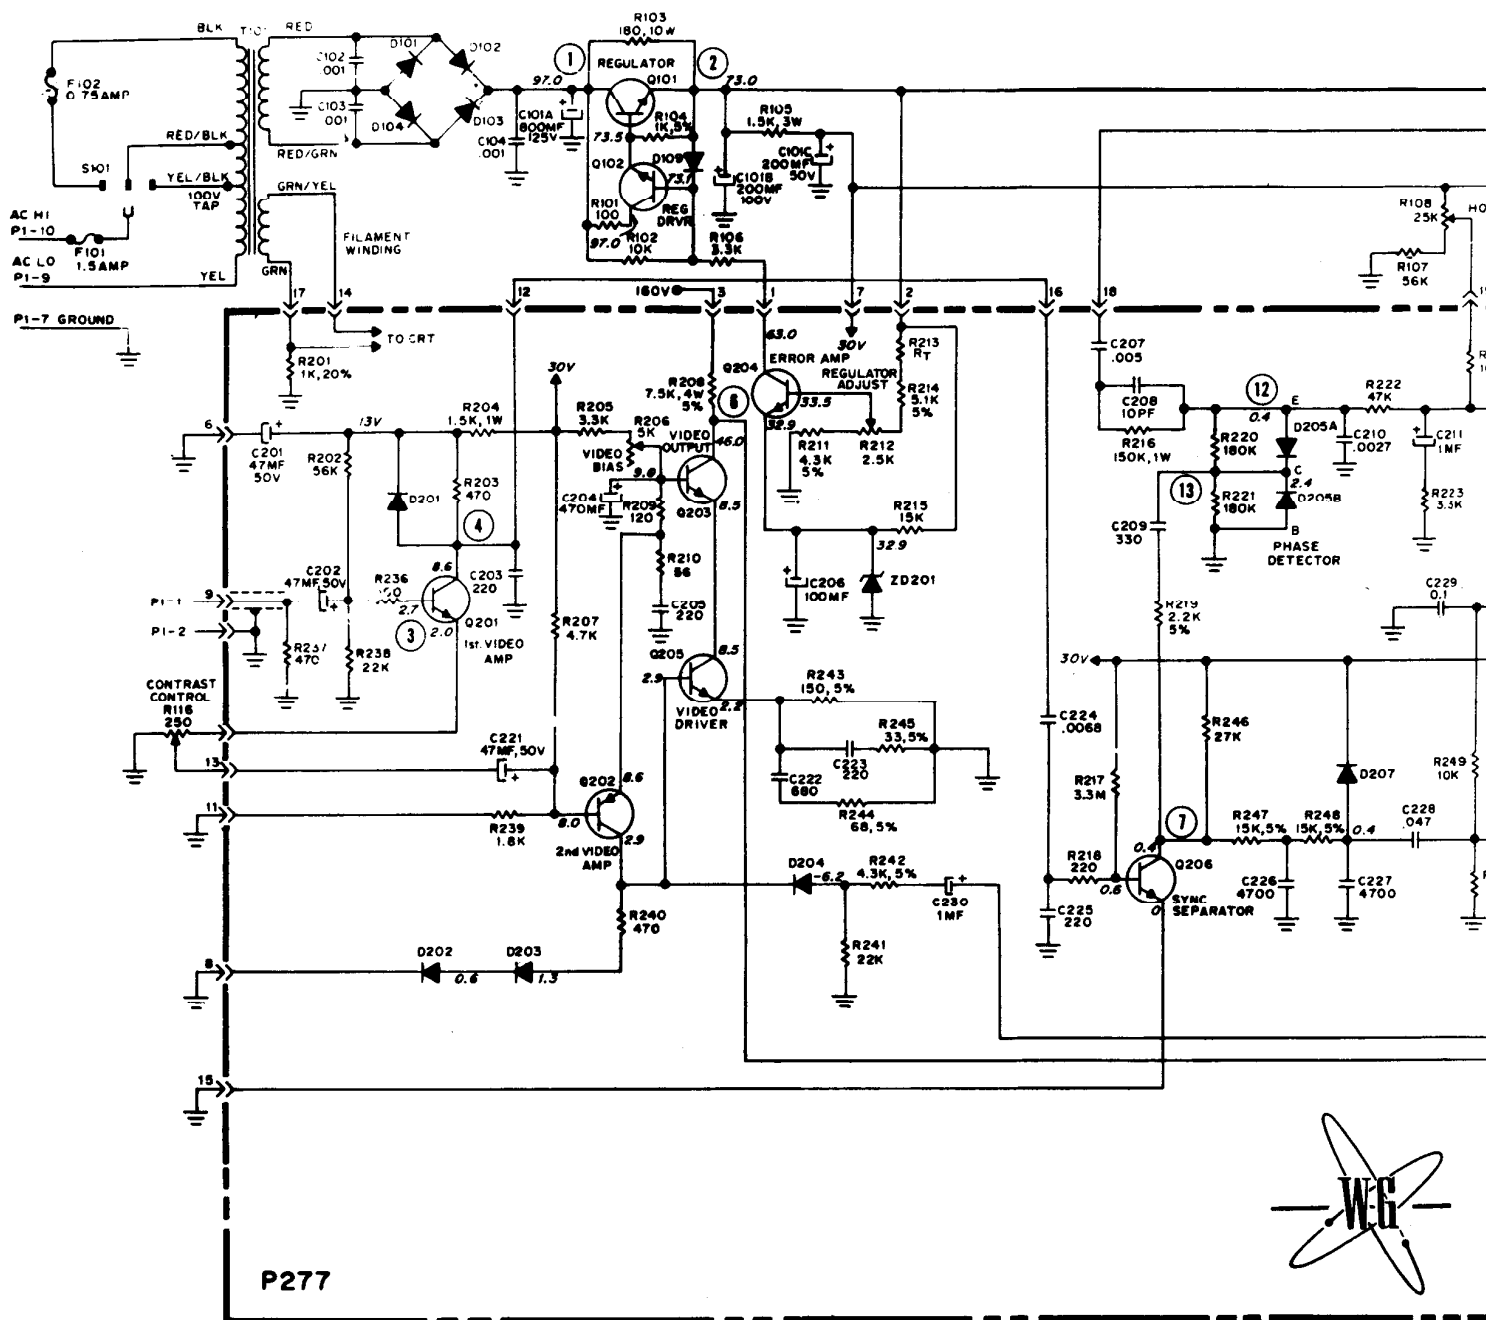 BLK
T101
RED
R103
180, 10W
F102
0.75AMP
C102
.001
D101
D102
97.0
1
REGULATOR
Q101
2
73.0
C103
.001
D104
D103
C104
.001
C101A
800MF
125V
73.5
R104
1K, 5%
R105
1.5K, 3W
RED/BLK
RED/GRN
S101
YEL/BLK
100V
TAP
GRN/YEL
Q102
D109
73.1
C101B
200MF
100V
C101C
200MF
50V
REG
DRVR
R101
100
97.0
R102
10K
R106
3.3K
R108
25K
HO
R107
56K
AC HI
P1-10
F101
1.5AMP
AC LO
P1-9
YEL
GRN
FILAMENT
WINDING
17
14
12
160V
3
1
7
2
16
18
P1-7 GROUND
TO CRT
R201
1K, 20%
30V
63.0
ERROR AMP
Q204
REGULATOR
ADJUST
30V
R213
RT
R214
5.1K
5%
33.5
32.9
R211
4.3K
5%
R212
2.5K
R208
7.5K, 4W
5%
6
C207
.005
C208
10PF
R216
150K, 1W
12
0.4
E
D205A
R220
180K
C
2.4
D205B
B
R221
180K
13
PHASE
DETECTOR
C210
.0027
R222
47K
C211
1MF
R223
3.3K
6
C201
47MF
50V
13V
R204
1.5K, 1W
R202
56K
D201
R203
470
4
R205
3.3K
R206
5K
VIDEO
BIAS
VIDEO
OUTPUT
46.0
9.0
C204
470MF
R209
120
Q203
8.5
R215
15K
32.9
C206
100MF
ZD201
C209
330
R210
56
C205
220
C202
47MF, 50V
8.6
C203
220
9
P1-1
P1-2
R236
100
2.7
3
2.0
Q201
1st. VIDEO
AMP
R237
470
R238
22K
R207
4.7K
Q205
8.5
2.9
2.2
VIDEO
DRIVER
R219
2.2K
5%
C229
0.1
30V
CONTRAST
CONTROL
R116
250
R243
150, 5%
R245
33, 5%
C223
220
C222
680
R244
68, 5%
C224
.0068
R217
3.3M
R246
27K
D207
R249
10K
13
C221
47MF, 50V
Q202
8.6
11
R239
1.8K
8.0
2nd VIDEO
AMP
2.9
7
0.4
R247
15K, 5%
R248
15K, 5%
0.4
C228
.047
D204
-6.2
R242
4.3K, 5%
C230
1MF
R218
220
0.6
Q206
0
SYNC
SEPARATOR
C225
220
C226
4700
C227
4700
R240
470
R241
22K
8
D202
0.6
D203
1.3
15
W-G
P277